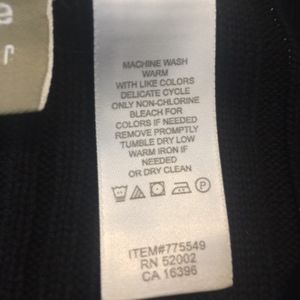 e
r
MACHINE WASH
WARM
WITH LIKE COLORS
DELICATE CYCLE
ONLY NON-CHLORINE
BLEACH FOR
COLORS IF NEEDED
REMOVE PROMPTLY
TUMBLE DRY LOW
WARM IRON IF
NEEDED
OR DRY CLEAN
P
ITEM#775549
RN 52002
CA 16396